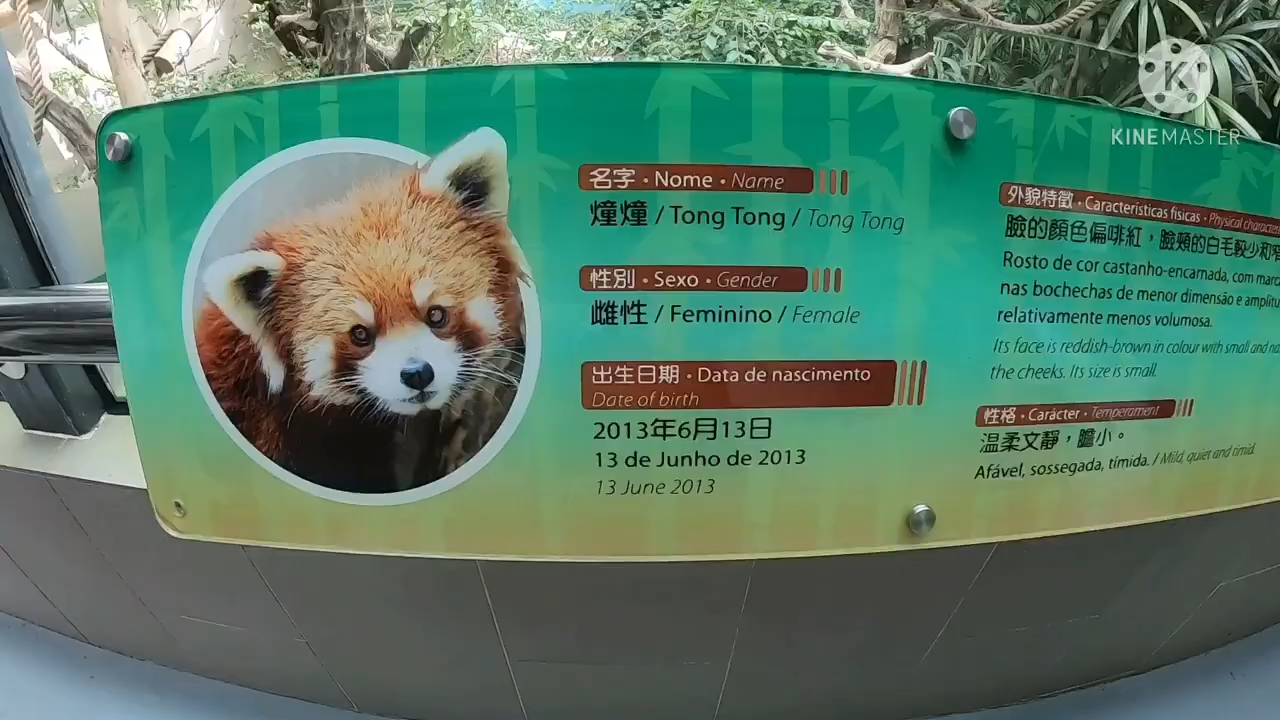 KINEMASTER
名字 · Nome · Name
燑燑 / Tong Tong / Tong Tong
性別 · Sexo · Gender
雌性 / Feminino / Female
出生日期 · Data de nascimento
Date of birth
2013年6月13日
13 de Junho de 2013
13 June 2013
外貌特徵 · Características físicas · Physical
臉的顏色偏啡紅，臉頰的白毛較少和
Rosto de cor castanho-encarnada, com
nas bochechas de menor dimensão e
relativamente menos volumosa.
Its face is reddish-brown in colour with small and
the cheeks. Its size is small.
性格 · Carácter · Temperament
温柔文靜，膽小。
Afável, sossegada, tímida. / Mild, quiet and timid.